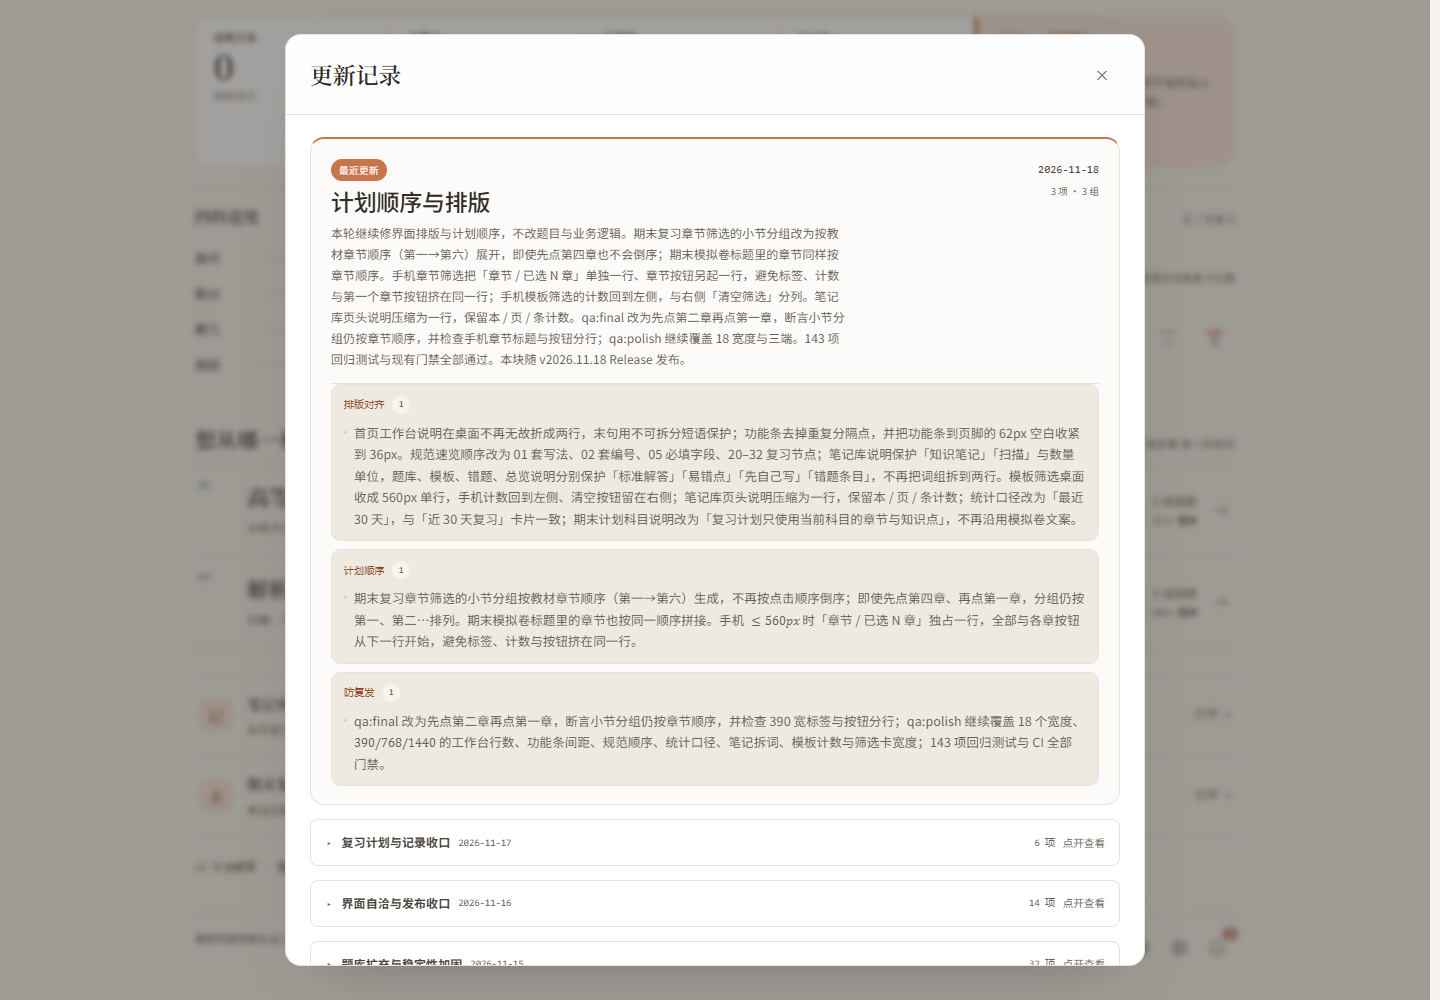 更新记录
×
最近更新
2026-11-18
3 项 · 3 组
计划顺序与排版
本轮继续修界面排版与计划顺序，不改题目与业务逻辑。期末复习章节筛选的小节分组改为按教
材章节顺序（第一→第六）展开，即使先点第四章也不会倒序；期末模拟卷标题里的章节同样按
章节顺序。手机章节筛选把「章节 / 已选 N 章」单独一行、章节按钮另起一行，避免标签、计数
与第一个章节按钮挤在同一行；手机模板筛选的计数回到左侧，与右侧「清空筛选」分列。笔记
库页头说明压缩为一行，保留本 / 页 / 条计数。qa:final 改为先点第二章再点第一章，断言小节分
组仍按章节顺序，并检查手机章节标题与按钮分行；qa:polish 继续覆盖 18 宽度与三端。143 项
回归测试与现有门禁全部通过。本块随 v2026.11.18 Release 发布。
排版对齐 1
首页工作台说明在桌面不再无故折成两行，末句用不可拆分短语保护；功能条去掉重复分隔点，并把功能条到页脚的 62px 空白收紧
到 36px。规范速览顺序改为 01 套写法、02 套编号、05 必填字段、20–32 复习节点；笔记库说明保护「知识笔记」「扫描」与数量
单位，题库、模板、错题、总览说明分别保护「标准解答」「易错点」「先自己写」「错题条目」，不再把词组拆到两行。模板筛选桌面
收成 560px 单行，手机计数回到左侧、清空按钮留在右侧；笔记库页头说明压缩为一行，保留本 / 页 / 条计数；统计口径改为「最近
30 天」，与「近 30 天复习」卡片一致；期末计划科目说明改为「复习计划只使用当前科目的章节与知识点」，不再沿用模拟卷文案。
计划顺序 1
期末复习章节筛选的小节分组按教材章节顺序（第一→第六）生成，不再按点击顺序倒序；即使先点第四章、再点第一章，分组仍按
第一、第二…排列。期末模拟卷标题里的章节也按同一顺序拼接。手机 ≤ 560px 时「章节 / 已选 N 章」独占一行，全部与各章按钮
从下一行开始，避免标签、计数与按钮挤在同一行。
防复发 1
qa:final 改为先点第二章再点第一章，断言小节分组仍按章节顺序，并检查 390 宽标签与按钮分行；qa:polish 继续覆盖 18 个宽度、
390/768/1440 的工作台行数、功能条间距、规范顺序、统计口径、笔记拆词、模板计数与筛选卡宽度；143 项回归测试与 CI 全部
门禁。
复习计划与记录收口 2026-11-17 6 项 点开查看
界面自洽与发布收口 2026-11-16 14 项 点开查看
题库扩充与稳定性加固 2026-11-15 32 项 点开查看